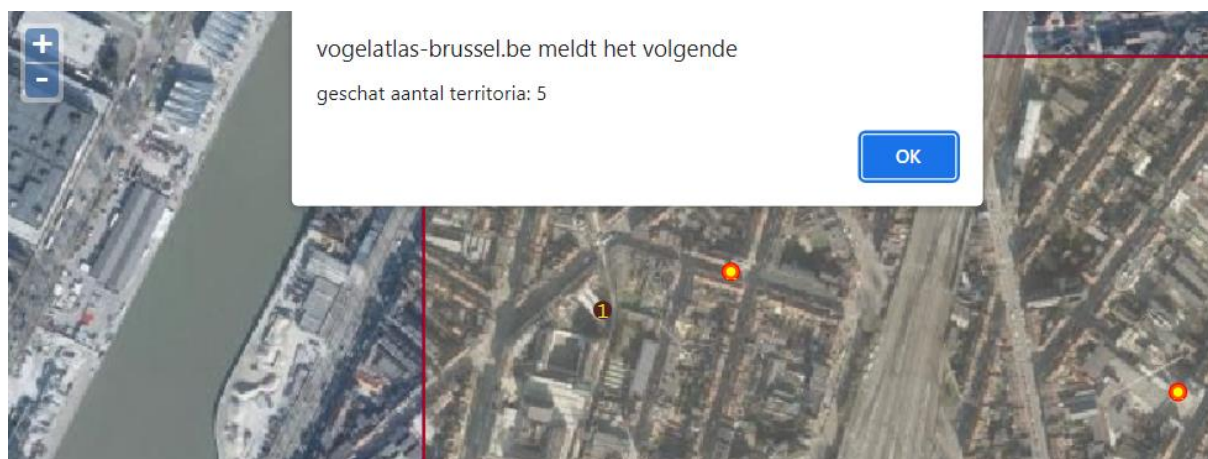 +
-
vogelatlas-brussel.be meldt het volgende
geschat aantal territoria: 5
OK
1